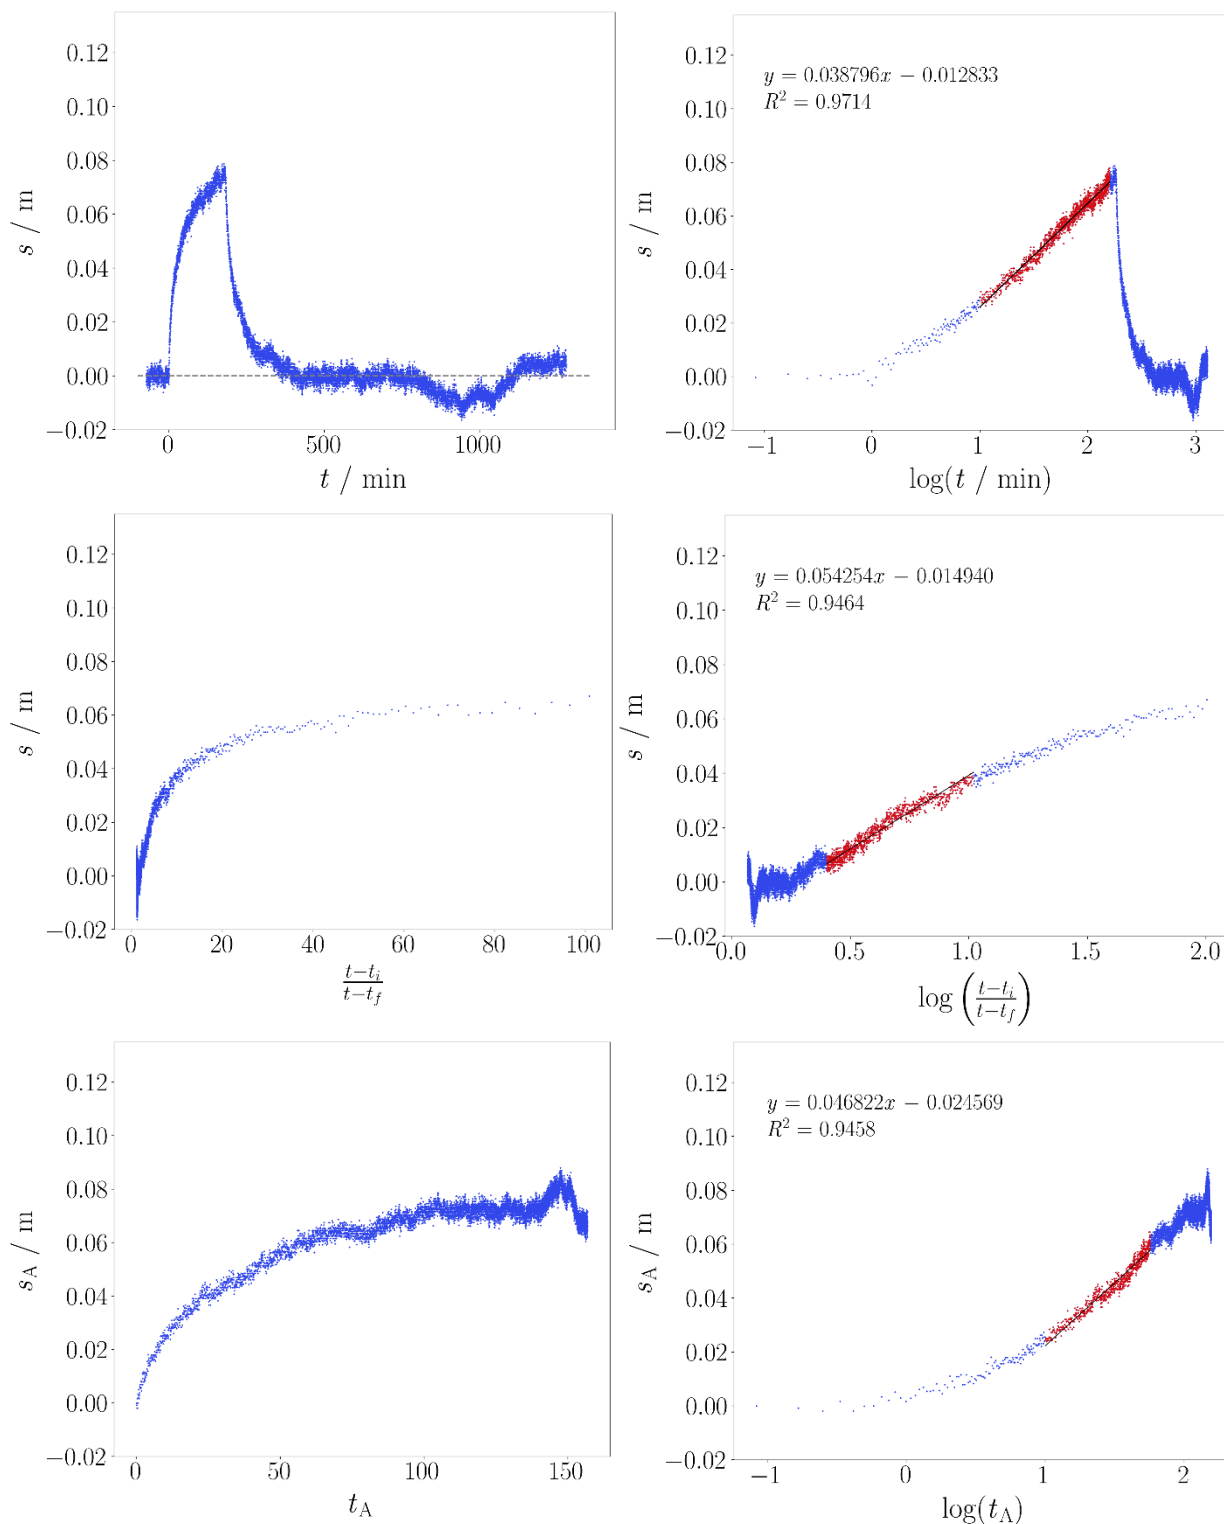 0.12
0.10
0.08
0.06
0.04
0.02
0.00
−0.02
s / m
0 500 1000
t / min
y = 0.038796x − 0.012833
R² = 0.9714
0.12
0.10
0.08
0.06
0.04
0.02
0.00
−0.02
s / m
−1 0 1 2 3
log(t / min)
0.12
0.10
0.08
0.06
0.04
0.02
0.00
−0.02
s / m
0 20 40 60 80 100
t−t_i
t−t_f
y = 0.054254x − 0.014940
R² = 0.9464
0.12
0.10
0.08
0.06
0.04
0.02
0.00
−0.02
s / m
0.0 0.5 1.0 1.5 2.0
log (t−t_i / t−t_f)
0.12
0.10
0.08
0.06
0.04
0.02
0.00
−0.02
s_A / m
0 50 100 150
t_A
y = 0.046822x − 0.024569
R² = 0.9458
0.12
0.10
0.08
0.06
0.04
0.02
0.00
−0.02
s_A / m
−1 0 1 2
log(t_A)